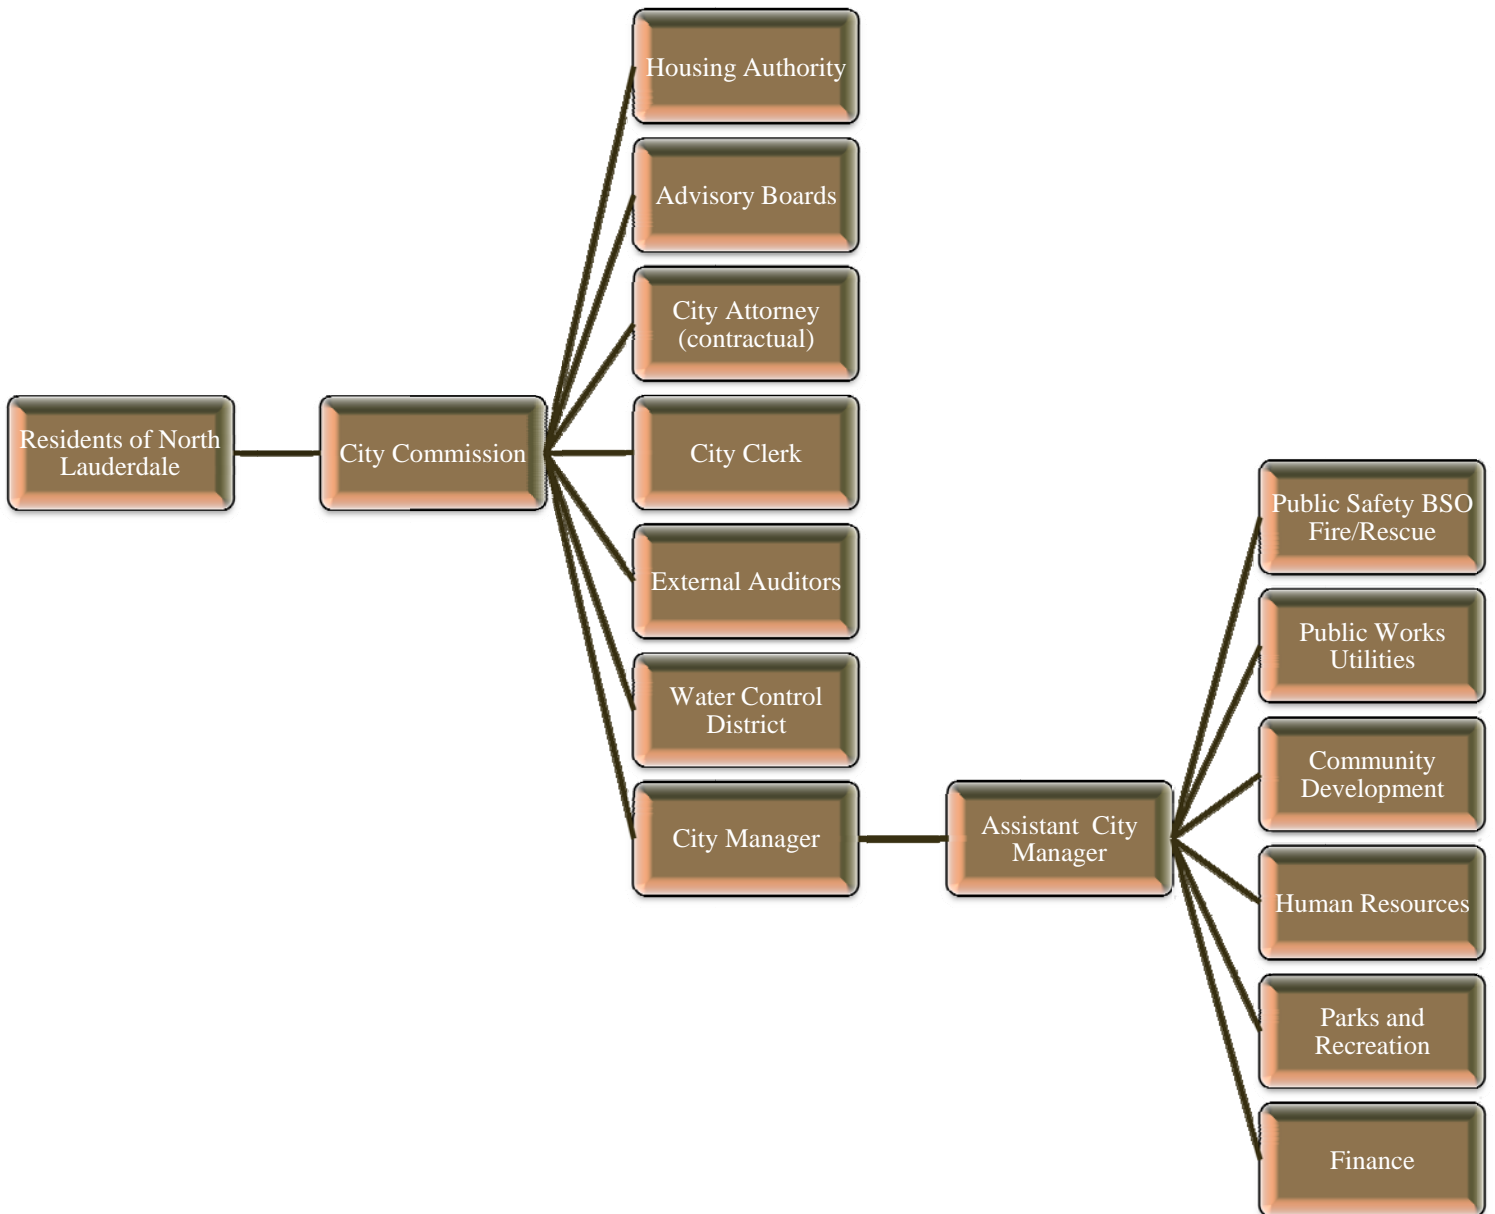 Residents of North
Lauderdale
City Commission
Housing Authority
Advisory Boards
City Attorney
(contractual)
City Clerk
External Auditors
Water Control
District
City Manager
Assistant  City
Manager
Public Safety BSO
Fire/Rescue
Public Works
Utilities
Community
Development
Human Resources
Parks and
Recreation
Finance